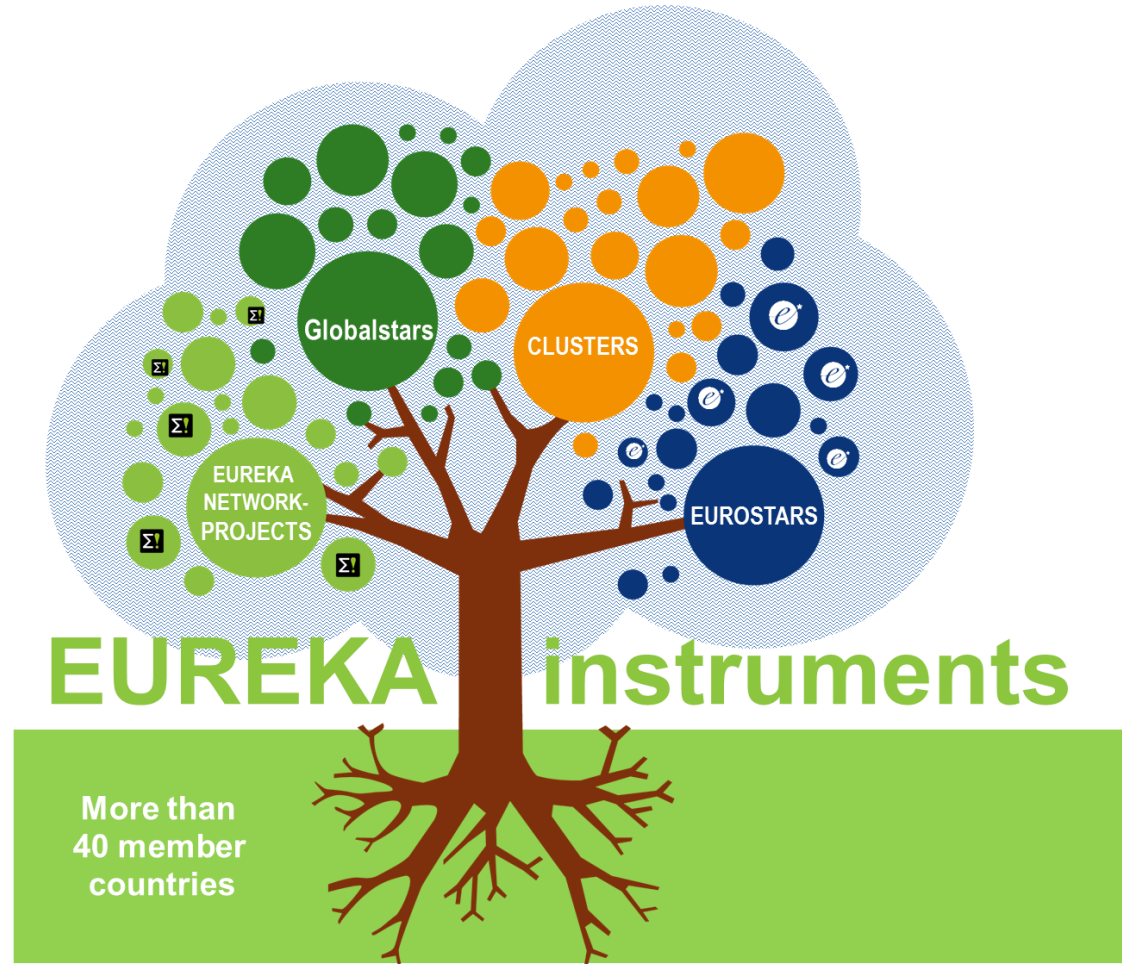 Globalstars
CLUSTERS
EUREKA
NETWORK-
PROJECTS
EUROSTARS
Σ!
Σ!
Σ!
Σ!
Σ!
e
e
e
e
e
EUREKA instruments
More than
40 member
countries